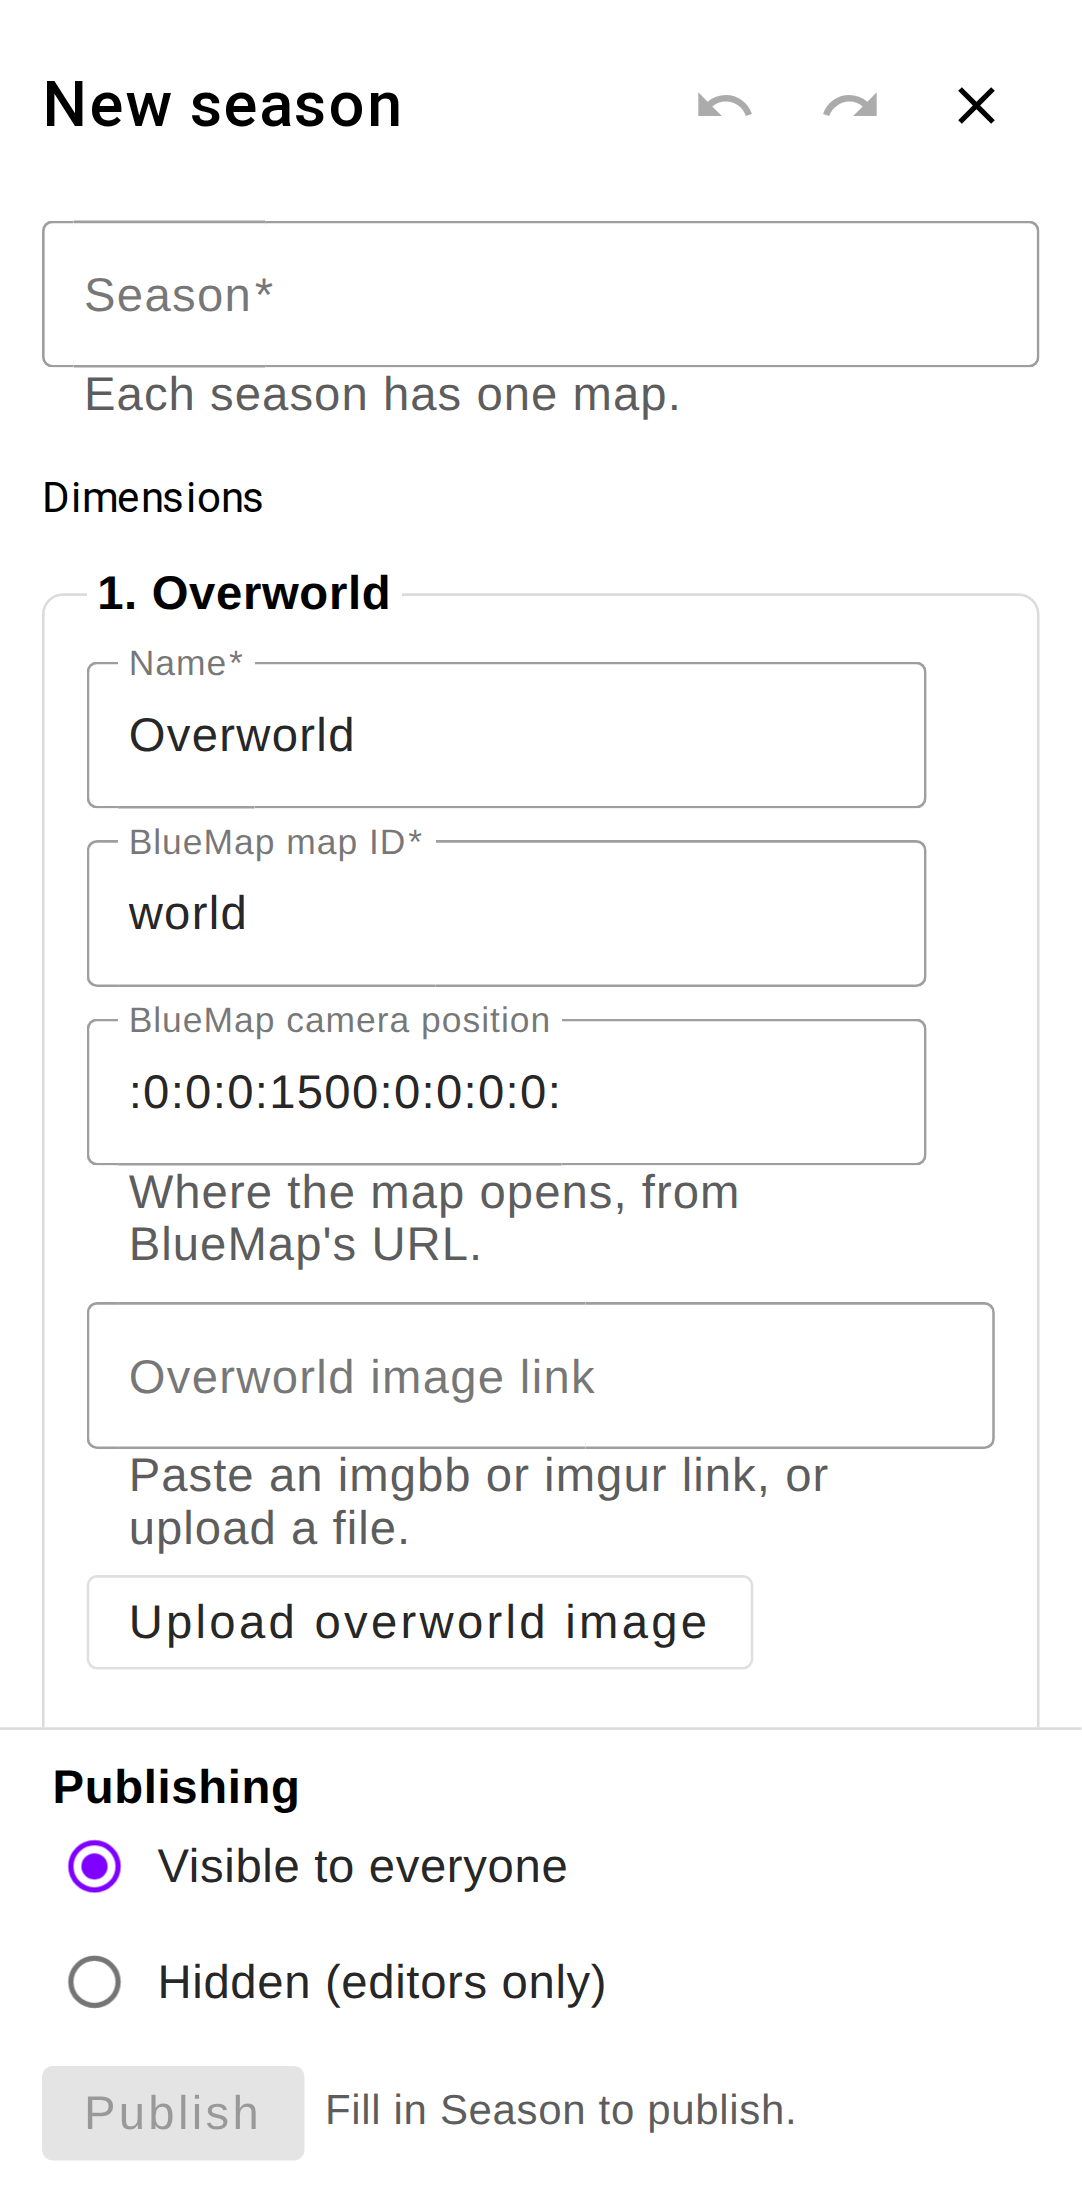 New season
Season*
Each season has one map.
Dimensions
1. Overworld
Name*
Overworld
BlueMap map ID*
world
BlueMap camera position
:0:0:0:1500:0:0:0:0:
Where the map opens, from
BlueMap's URL.
Overworld image link
Paste an imgbb or imgur link, or
upload a file.
Upload overworld image
Publishing
Visible to everyone
Hidden (editors only)
Publish
Fill in Season to publish.